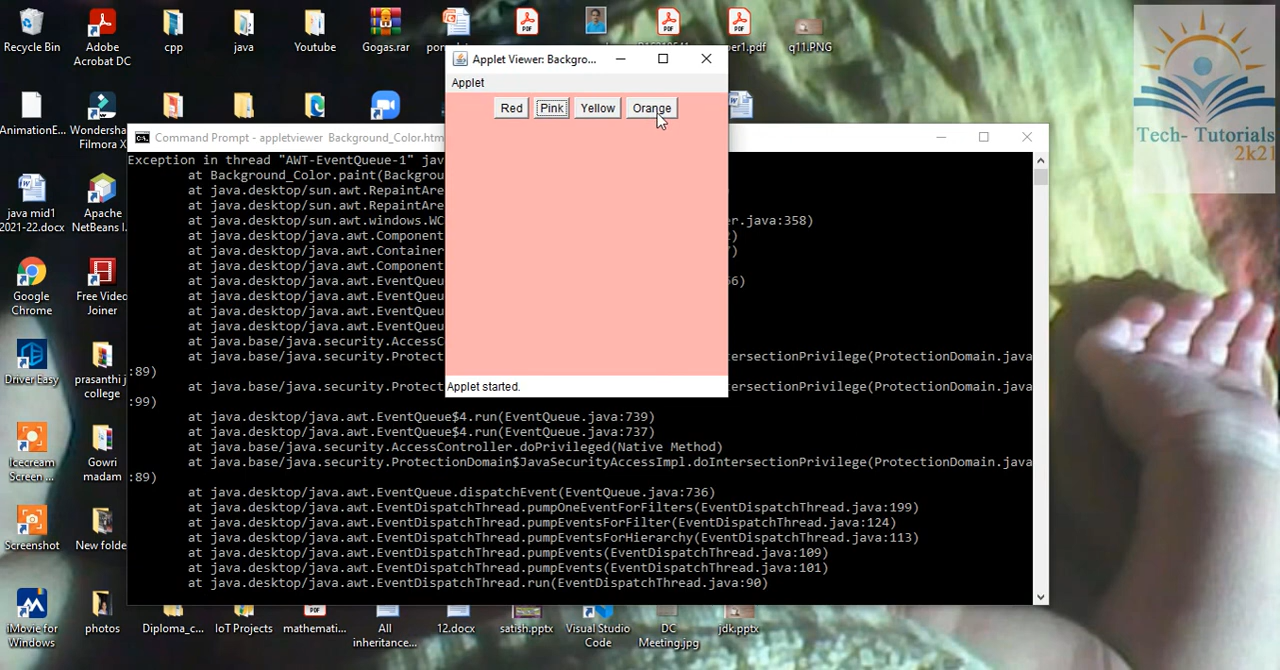 Recycle Bin
Adobe
Acrobat DC
cpp
java
Youtube
Gogas.rar
q11.PNG
Tech- Tutorials
2k21
AnimationE...
Wondersha
Filmora X
java mid1
2021-22.docx
Apache
NetBeans I.
Google
Chrome
Free Video
Joiner
Driver Easy
prasanthi j
college
Icecream
Screen ...
Gowri
madam
Screenshot
New folde
iMovie for
Windows
photos
Diploma_c...
IoT Projects
mathemati...
All
inheritance...
12.docx
satish.pptx
Visual Studio
Code
DC
Meeting.jpg
jdk.pptx
Applet Viewer: Backgro...
Applet
Red
Pink
Yellow
Orange
Applet started.
Command Prompt - appletviewer Background_Color.htm
Exception in thread "AWT-EventQueue-1" jav
at Background_Color.paint(Backgrou
at java.desktop/sun.awt.RepaintAre
at java.desktop/sun.awt.RepaintAre
at java.desktop/sun.awt.windows.WC er.java:358)
at java.desktop/java.awt.Component )
at java.desktop/java.awt.Container )
at java.desktop/java.awt.Component
at java.desktop/java.awt.EventQueu 66)
at java.desktop/java.awt.EventQueu
at java.desktop/java.awt.EventQueu
at java.desktop/java.awt.EventQueu
at java.base/java.security.AccessC
at java.base/java.security.Protect ntersectionPrivilege(ProtectionDomain.java
:89)
at java.base/java.security.Protect ntersectionPrivilege(ProtectionDomain.java
:99)
at java.desktop/java.awt.EventQueue$4.run(EventQueue.java:739)
at java.desktop/java.awt.EventQueue$4.run(EventQueue.java:737)
at java.base/java.security.AccessController.doPrivileged(Native Method)
at java.base/java.security.ProtectionDomain$JavaSecurityAccessImpl.doIntersectionPrivilege(ProtectionDomain.java
:89)
at java.desktop/java.awt.EventQueue.dispatchEvent(EventQueue.java:736)
at java.desktop/java.awt.EventDispatchThread.pumpOneEventForFilters(EventDispatchThread.java:199)
at java.desktop/java.awt.EventDispatchThread.pumpEventsForFilter(EventDispatchThread.java:124)
at java.desktop/java.awt.EventDispatchThread.pumpEventsForHierarchy(EventDispatchThread.java:113)
at java.desktop/java.awt.EventDispatchThread.pumpEvents(EventDispatchThread.java:109)
at java.desktop/java.awt.EventDispatchThread.pumpEvents(EventDispatchThread.java:101)
at java.desktop/java.awt.EventDispatchThread.run(EventDispatchThread.java:90)